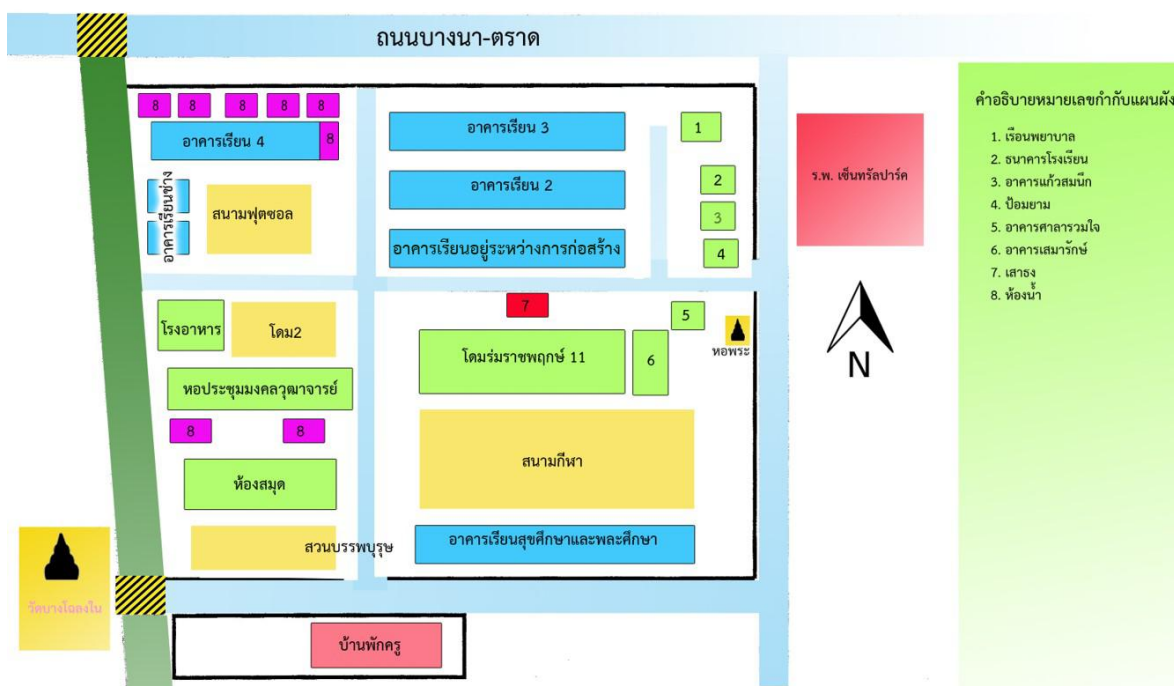 ถนนบางนา-ตราด
8 8 8 8 8
อาคารเรียน 4
8
อาคารเรียนช่าง
สนามฟุตซอล
อาคารเรียน 3
อาคารเรียน 2
อาคารเรียนอยู่ระหว่างการก่อสร้าง
1
2
3
4
ร.พ. เซ็นทรัลปาร์ค
โรงอาหาร
โดม2
หอประชุมมงคลวุฒาจารย์
8 8
ห้องสมุด
สวนบรรพบุรุษ
7
5
โดมร่มราชพฤกษ์ 11
6
หอพระ
สนามกีฬา
อาคารเรียนสุขศึกษาและพละศึกษา
N
วัดบางโฉลงใน
บ้านพักครู
คำอธิบายหมายเลขกำกับแผนผัง
1. เรือนพยาบาล
2. ธนาคารโรงเรียน
3. อาคารแก้วสมนึก
4. ป้อมยาม
5. อาคารศาลารวมใจ
6. อาคารเสมารักษ์
7. เสาธง
8. ห้องน้ำ